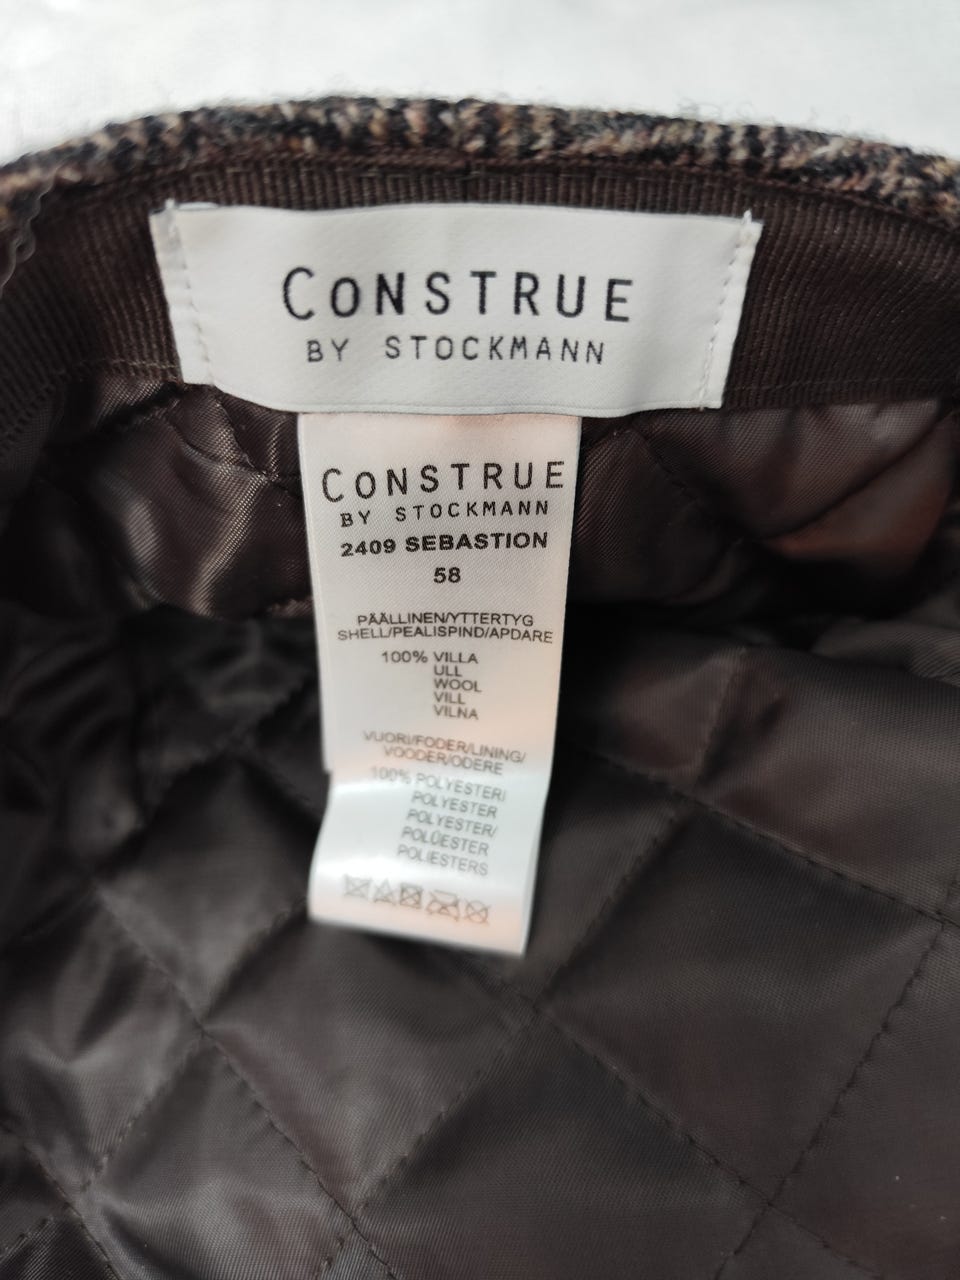 CONSTRUE
BY STOCKMANN
CONSTRUE
BY STOCKMANN
2409 SEBASTION
58
PÄÄLLINEN/YTTERTYG
SHELL/PEALISPIND/APDARE
100% VILLA
ULL
WOOL
VILL
VILNA
VUORI/FODER/LINING/
VOODER/ODERE
100% POLYESTERI
POLYESTER
POLYESTER/
POLÜESTER
POLIESTERS